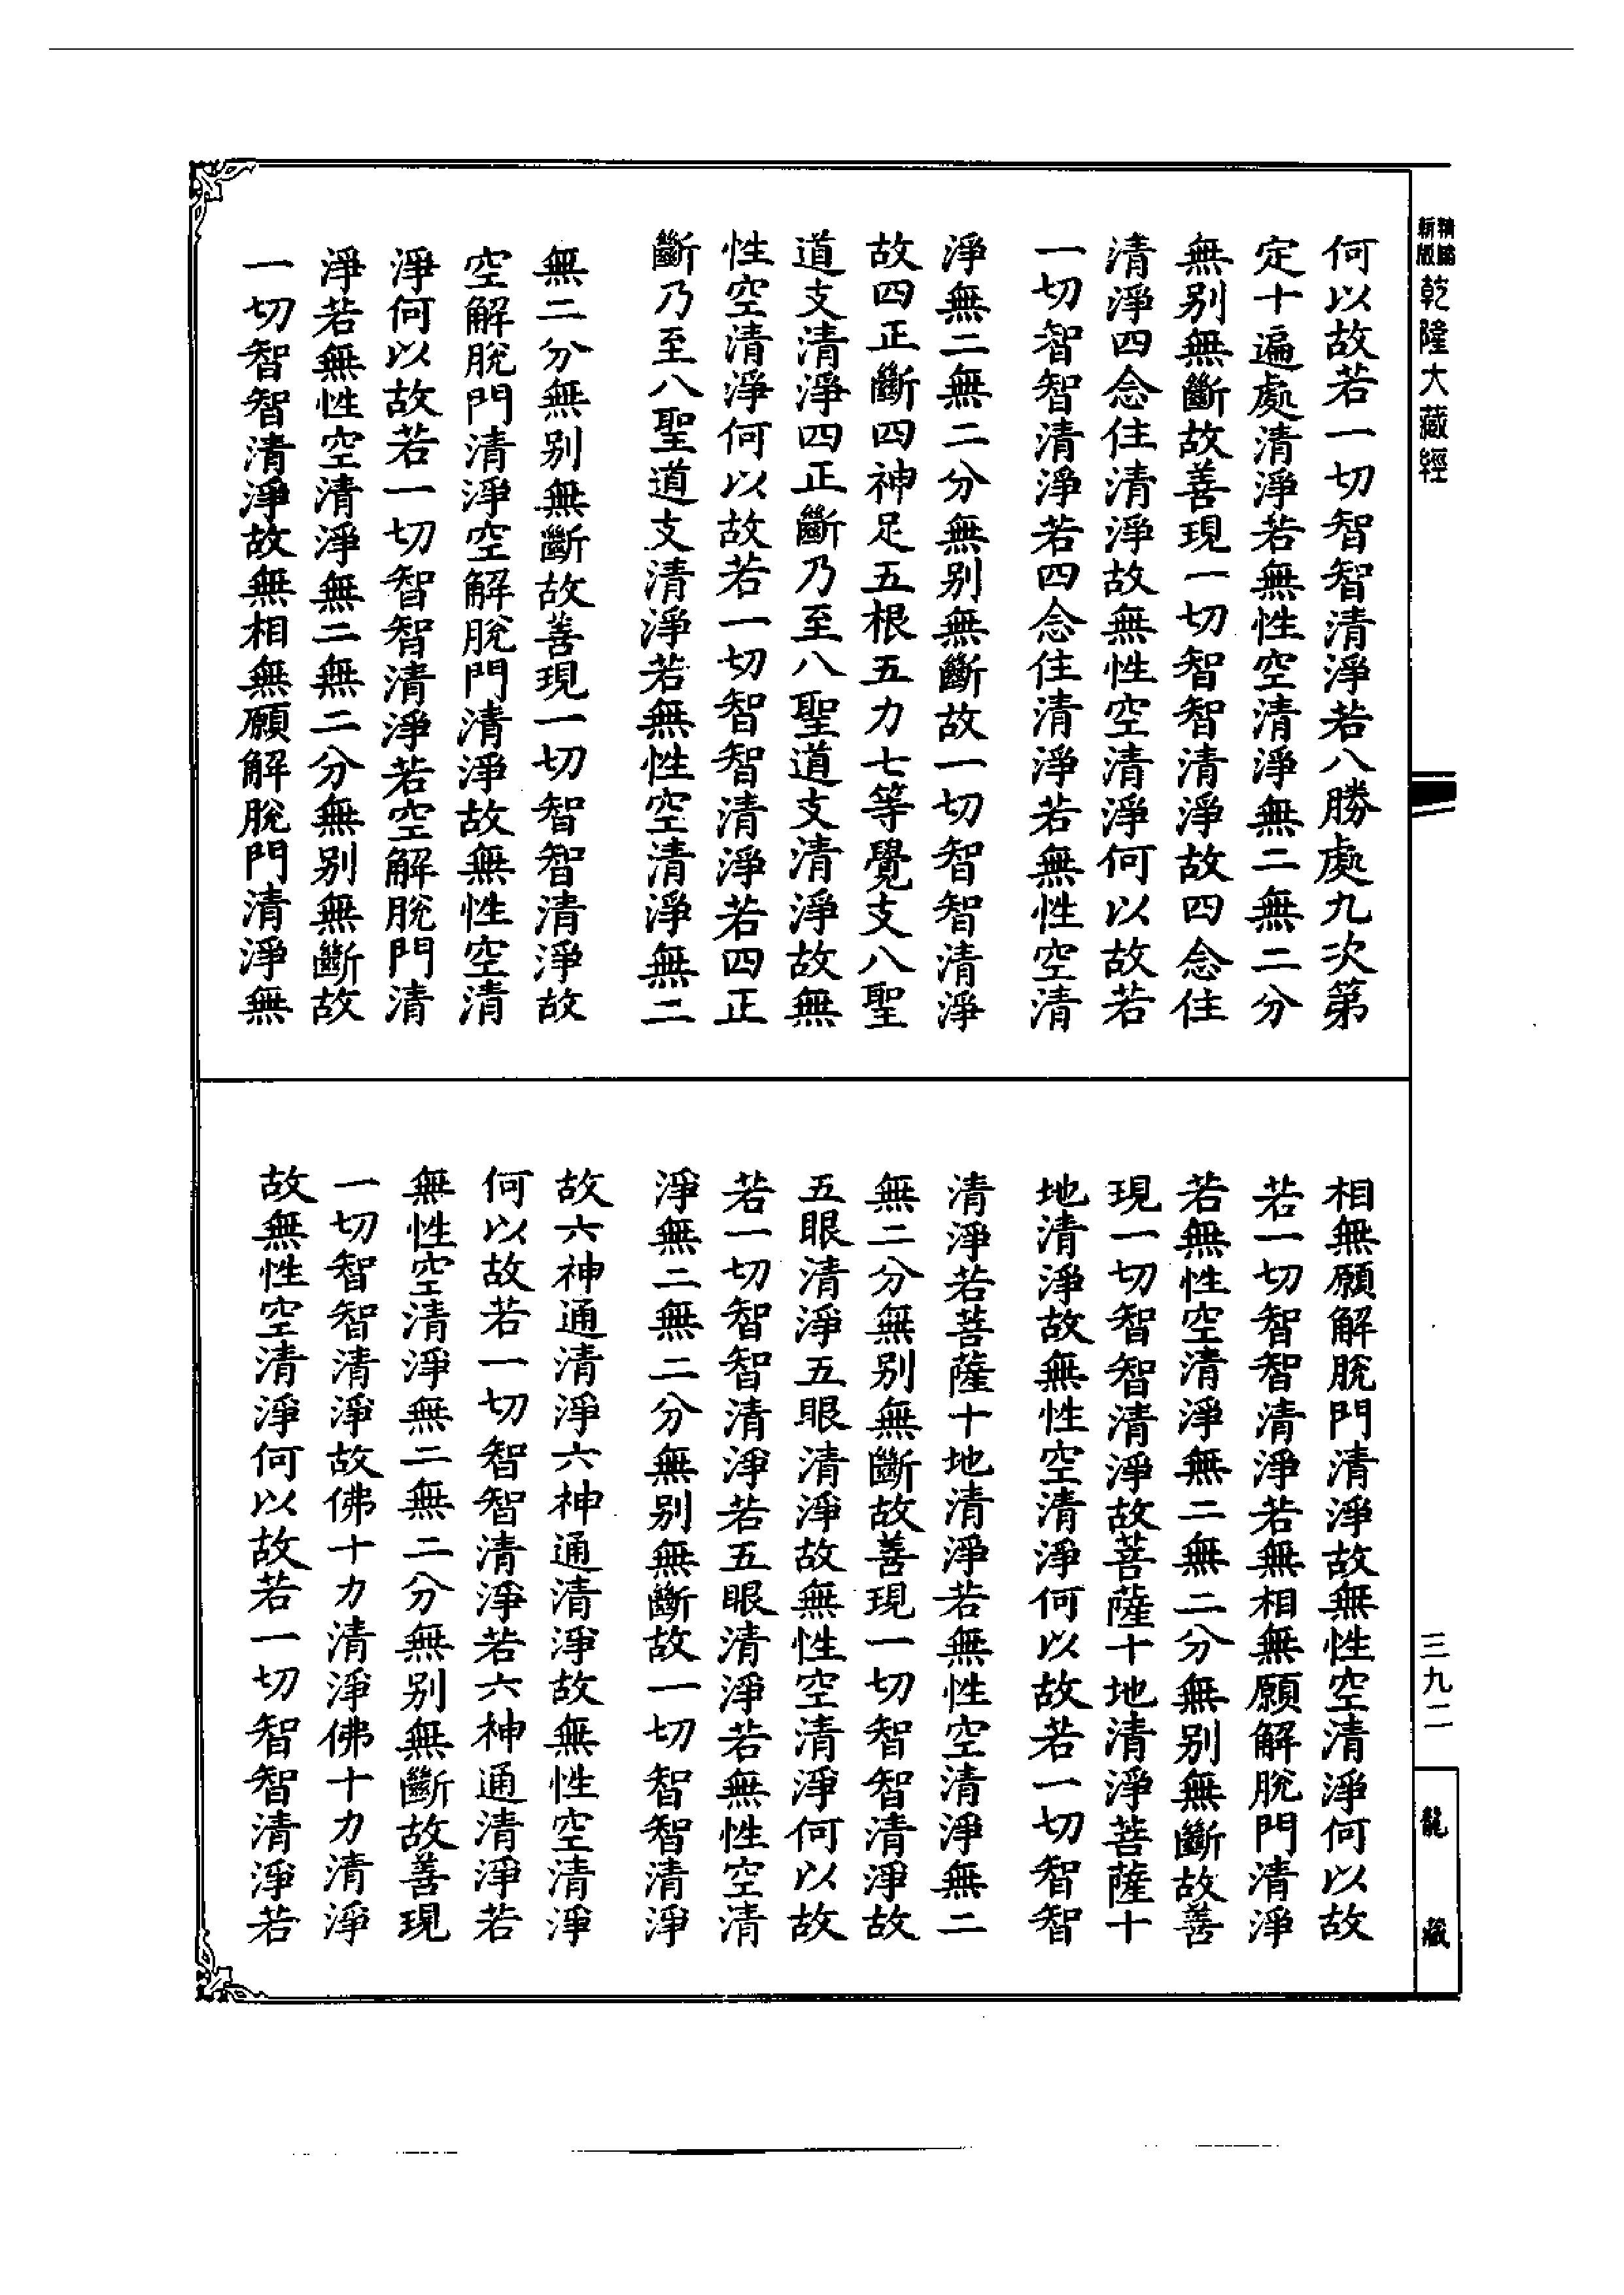 精縮
新版
乾隆大藏經
何以故若一切智智清淨若八勝處九次第
定十遍處清淨若無性空清淨無二無二分
無别無斷故善現一切智智清淨故四念住
清淨四念住清淨故無性空清淨何以故若
一切智智清淨若四念住清淨若無性空清
淨無二無二分無别無斷故一切智智清淨
故四正斷四神足五根五力七等覺支八聖
道支清淨四正斷乃至八聖道支清淨故無
性空清淨何以故若一切智智清淨若四正
斷乃至八聖道支清淨若無性空清淨無二
無二分無别無斷故善現一切智智清淨故
空解脫門清淨空解脫門清淨故無性空清
淨何以故若一切智智清淨若空解脫門清
淨若無性空清淨無二無二分無别無斷故
一切智智清淨故無相無願解脫門清淨無
相無願解脫門清淨故無性空清淨何以故
若一切智智清淨若無相無願解脫門清淨
若無性空清淨無二無二分無别無斷故善
現一切智智清淨故菩薩十地清淨菩薩十
地清淨故無性空清淨何以故若一切智智
清淨若菩薩十地清淨若無性空清淨無二
無二分無别無斷故善現一切智智清淨故
五眼清淨五眼清淨故無性空清淨何以故
若一切智智清淨若五眼清淨若無性空清
淨無二無二分無别無斷故一切智智清淨
故六神通清淨六神通清淨故無性空清淨
何以故若一切智智清淨若六神通清淨若
無性空清淨無二無二分無别無斷故善現
一切智智清淨故佛十力清淨佛十力清淨
故無性空清淨何以故若一切智智清淨若
三九二
龍藏